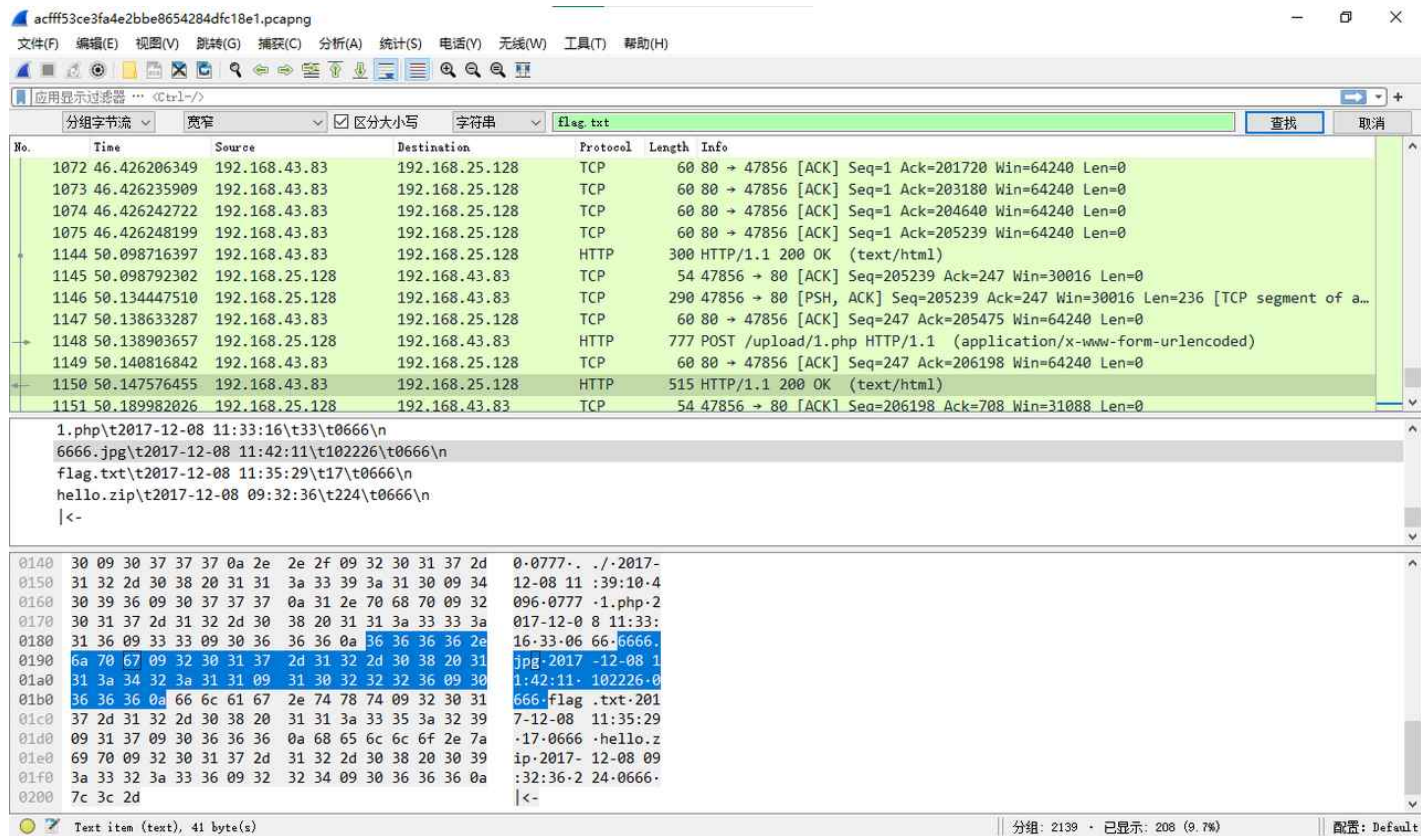 acfff53ce3fa4e2bbe8654284dfc18e1.pcapng
文件(F) 编辑(E) 视图(V) 跳转(G) 捕获(C) 分析(A) 统计(S) 电话(Y) 无线(W) 工具(T) 帮助(H)
应用显示过滤器 … <Ctrl-/>
分组字节流 宽窄 区分大小写 字符串 flag.txt 查找 取消
No. Time Source Destination Protocol Length Info
1072 46.426206349 192.168.43.83 192.168.25.128 TCP 60 80 → 47856 [ACK] Seq=1 Ack=201720 Win=64240 Len=0
1073 46.426235909 192.168.43.83 192.168.25.128 TCP 60 80 → 47856 [ACK] Seq=1 Ack=203180 Win=64240 Len=0
1074 46.426242722 192.168.43.83 192.168.25.128 TCP 60 80 → 47856 [ACK] Seq=1 Ack=204640 Win=64240 Len=0
1075 46.426248199 192.168.43.83 192.168.25.128 TCP 60 80 → 47856 [ACK] Seq=1 Ack=205239 Win=64240 Len=0
1144 50.098716397 192.168.43.83 192.168.25.128 HTTP 300 HTTP/1.1 200 OK (text/html)
1145 50.098792302 192.168.25.128 192.168.43.83 TCP 54 47856 → 80 [ACK] Seq=205239 Ack=247 Win=30016 Len=0
1146 50.134447510 192.168.25.128 192.168.43.83 TCP 290 47856 → 80 [PSH, ACK] Seq=205239 Ack=247 Win=30016 Len=236 [TCP segment of a…
1147 50.138633287 192.168.43.83 192.168.25.128 TCP 60 80 → 47856 [ACK] Seq=247 Ack=205475 Win=64240 Len=0
1148 50.138903657 192.168.25.128 192.168.43.83 HTTP 777 POST /upload/1.php HTTP/1.1 (application/x-www-form-urlencoded)
1149 50.140816842 192.168.43.83 192.168.25.128 TCP 60 80 → 47856 [ACK] Seq=247 Ack=206198 Win=64240 Len=0
1150 50.147576455 192.168.43.83 192.168.25.128 HTTP 515 HTTP/1.1 200 OK (text/html)
1151 50.189982026 192.168.25.128 192.168.43.83 TCP 54 47856 → 80 [ACK] Seq=206198 Ack=708 Win=31088 Len=0
1.php\t2017-12-08 11:33:16\t33\t0666\n
6666.jpg\t2017-12-08 11:42:11\t102226\t0666\n
flag.txt\t2017-12-08 11:35:29\t17\t0666\n
hello.zip\t2017-12-08 09:32:36\t224\t0666\n
|<-
0140 30 09 30 37 37 37 0a 2e 2e 2f 09 32 30 31 37 2d 0·0777·. ./·2017-
0150 31 32 2d 30 38 20 31 31 3a 33 39 3a 31 30 09 34 12-08 11 :39:10·4
0160 30 39 36 09 30 37 37 37 0a 31 2e 70 68 70 09 32 096·0777 ·1.php·2
0170 30 31 37 2d 31 32 2d 30 38 20 31 31 3a 33 33 3a 017-12-0 8 11:33:
0180 31 36 09 33 33 09 30 36 36 36 0a 36 36 36 36 2e 16·33·06 66·6666.
0190 6a 70 67 09 32 30 31 37 2d 31 32 2d 30 38 20 31 jpg·2017 -12-08 1
01a0 31 3a 34 32 3a 31 31 09 31 30 32 32 32 36 09 30 1:42:11· 102226·0
01b0 36 36 36 0a 66 6c 61 67 2e 74 78 74 09 32 30 31 666·flag .txt·201
01c0 37 2d 31 32 2d 30 38 20 31 31 3a 33 35 3a 32 39 7-12-08 11:35:29
01d0 09 31 37 09 30 36 36 36 0a 68 65 6c 6c 6f 2e 7a ·17·0666 ·hello.z
01e0 69 70 09 32 30 31 37 2d 31 32 2d 30 38 20 30 39 ip·2017- 12-08 09
01f0 3a 33 32 3a 33 36 09 32 32 34 09 30 36 36 36 0a :32:36·2 24·0666·
0200 7c 3c 2d |<-
Text item (text), 41 byte(s) 分组: 2139 · 已显示: 208 (9.7%) 配置: Default